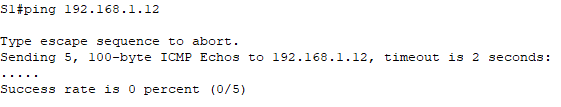 S1#ping 192.168.1.12
Type escape sequence to abort.
Sending 5, 100-byte ICMP Echos to 192.168.1.12, timeout is 2 seconds:
.....
Success rate is 0 percent (0/5)